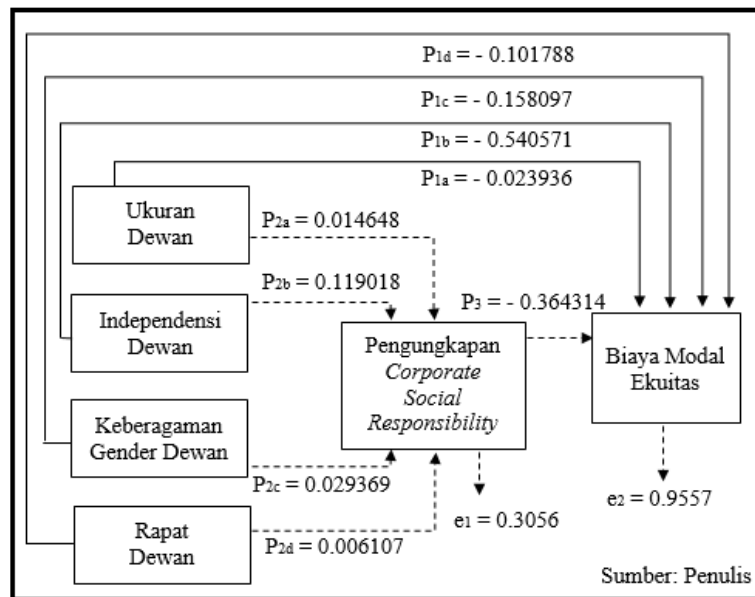 P1d = - 0.101788
P1c = - 0.158097
P1b = - 0.540571
P1a = - 0.023936
Ukuran
Dewan
P2a = 0.014648
P2b = 0.119018
Independensi
Dewan
P3 = - 0.364314
Pengungkapan
Corporate
Social
Responsibility
Biaya Modal
Ekuitas
Keberagaman
Gender Dewan
P2c = 0.029369
e1 = 0.3056
e2 = 0.9557
Rapat
Dewan
P2d = 0.006107
Sumber: Penulis